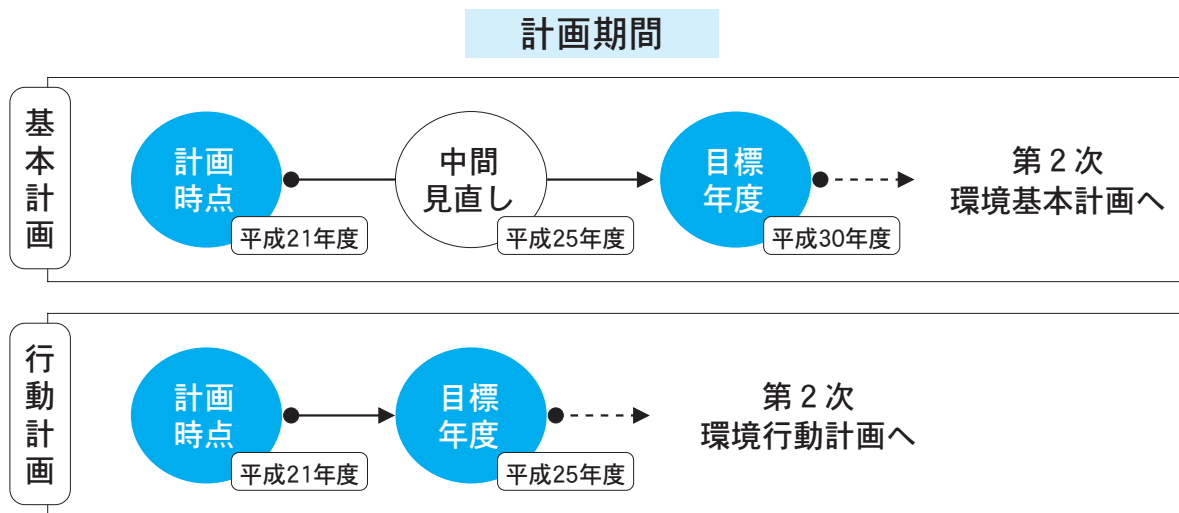 計画期間
基本計画
計画
時点
平成21年度
中間
見直し
平成25年度
目標
年度
平成30年度
第２次
環境基本計画へ
行動計画
計画
時点
平成21年度
目標
年度
平成25年度
第２次
環境行動計画へ